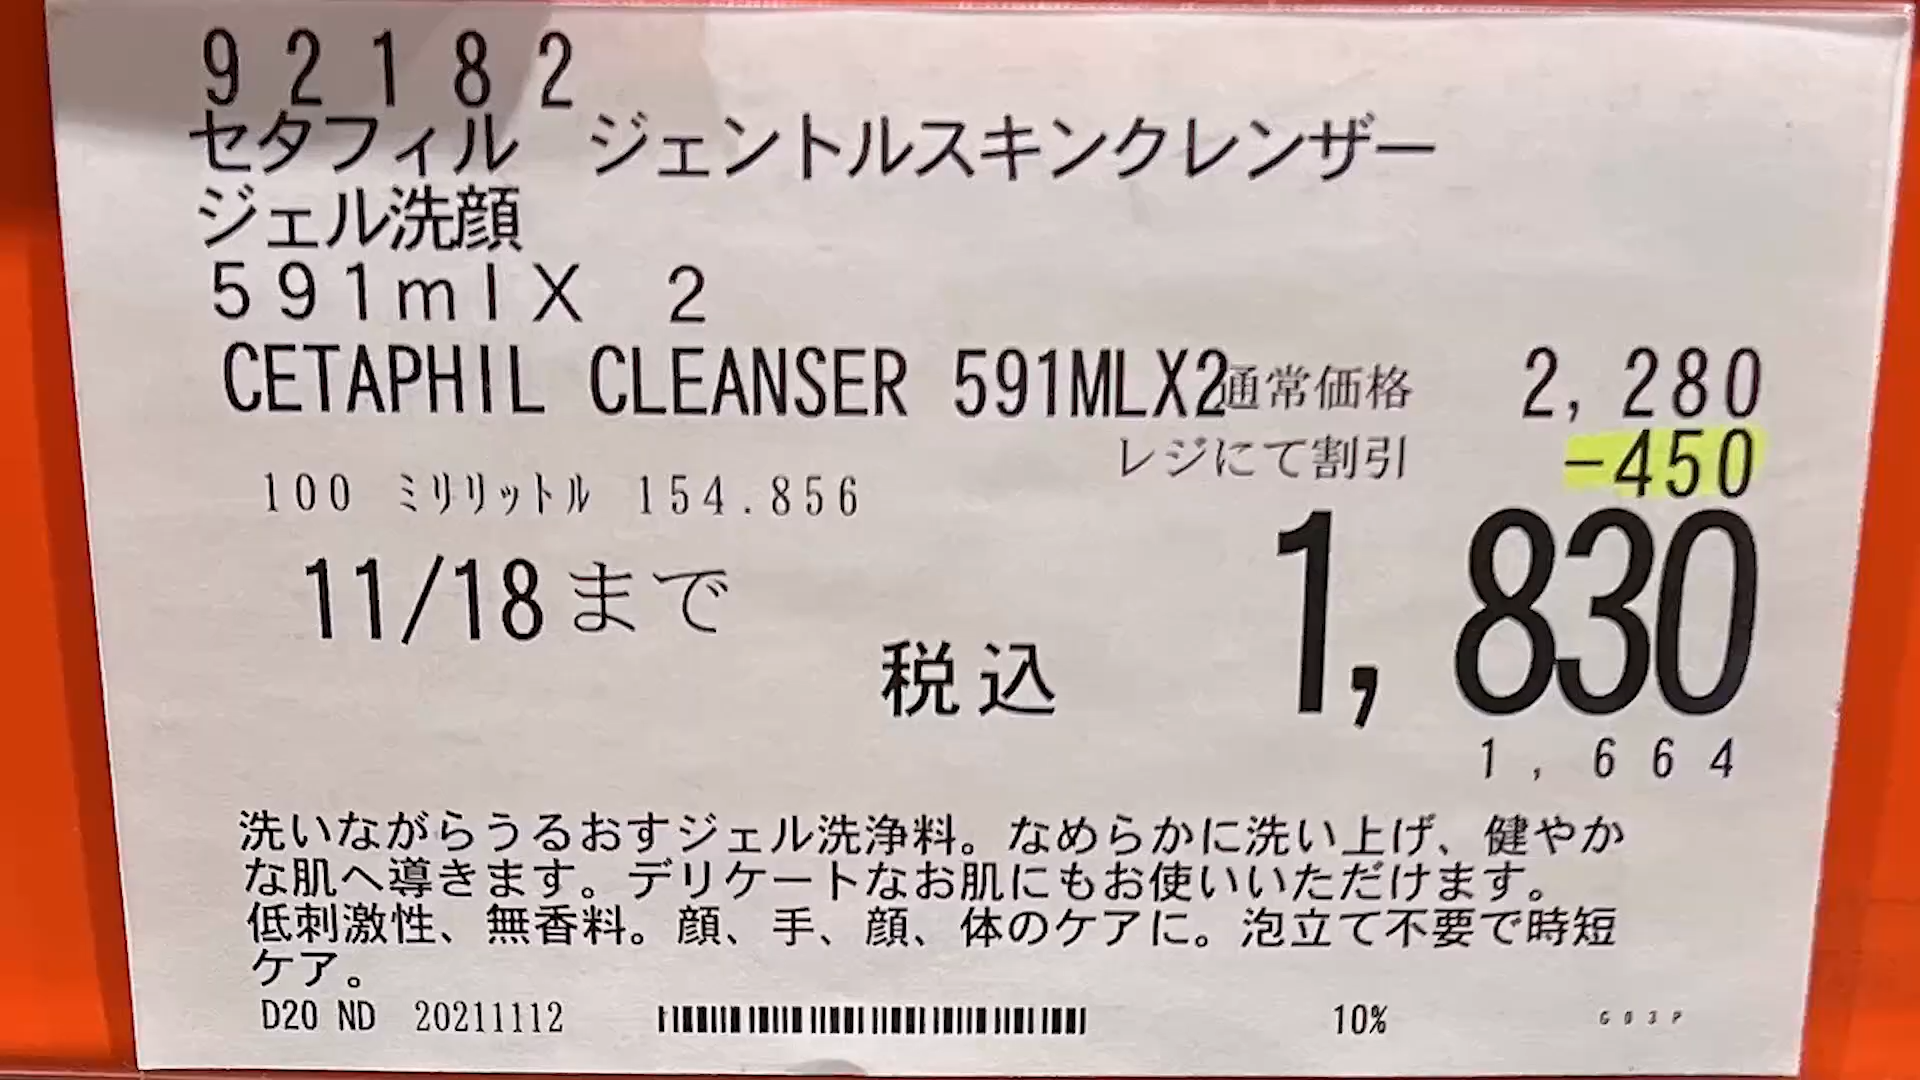 92182
セタフィル　ジェントルスキンクレンザー
ジェル洗顔
591mlX　2
CETAPHIL CLEANSER 591MLX2 通常価格 2,280
レジにて割引 -450
100 ミリリットル 154.856
11/18まで
税込 1,830
1,664
洗いながらうるおすジェル洗浄料。なめらかに洗い上げ、健やか
な肌へ導きます。デリケートなお肌にもお使いいただけます。
低刺激性、無香料。顔、手、顔、体のケアに。泡立て不要で時短
ケア。
D20 ND 20211112 10% G03P